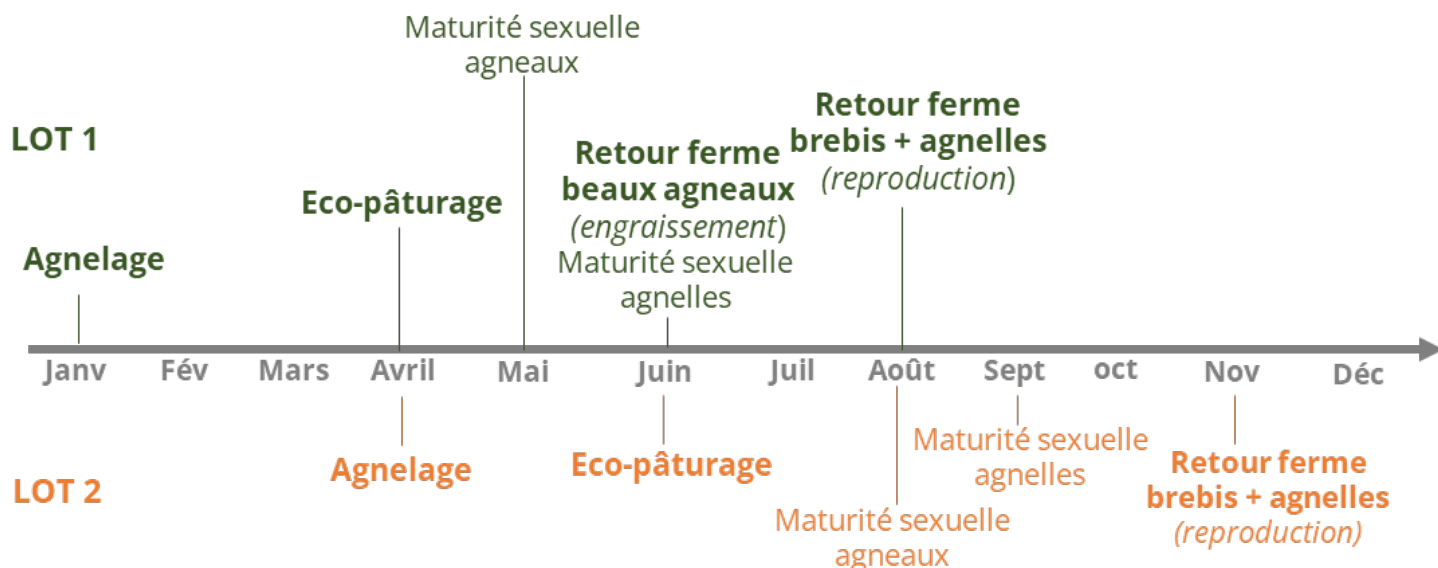 Maturité sexuelle
agneaux
LOT 1
Retour ferme
brebis + agnelles
(reproduction)
Retour ferme
beaux agneaux
(engraissement)
Maturité sexuelle
agnelles
Eco-pâturage
Agnelage
Janv Fév Mars Avril Mai Juin Juil Août Sept oct Nov Déc
LOT 2
Agnelage
Eco-pâturage
Maturité sexuelle
agneaux
Maturité sexuelle
agnelles
Retour ferme
brebis + agnelles
(reproduction)